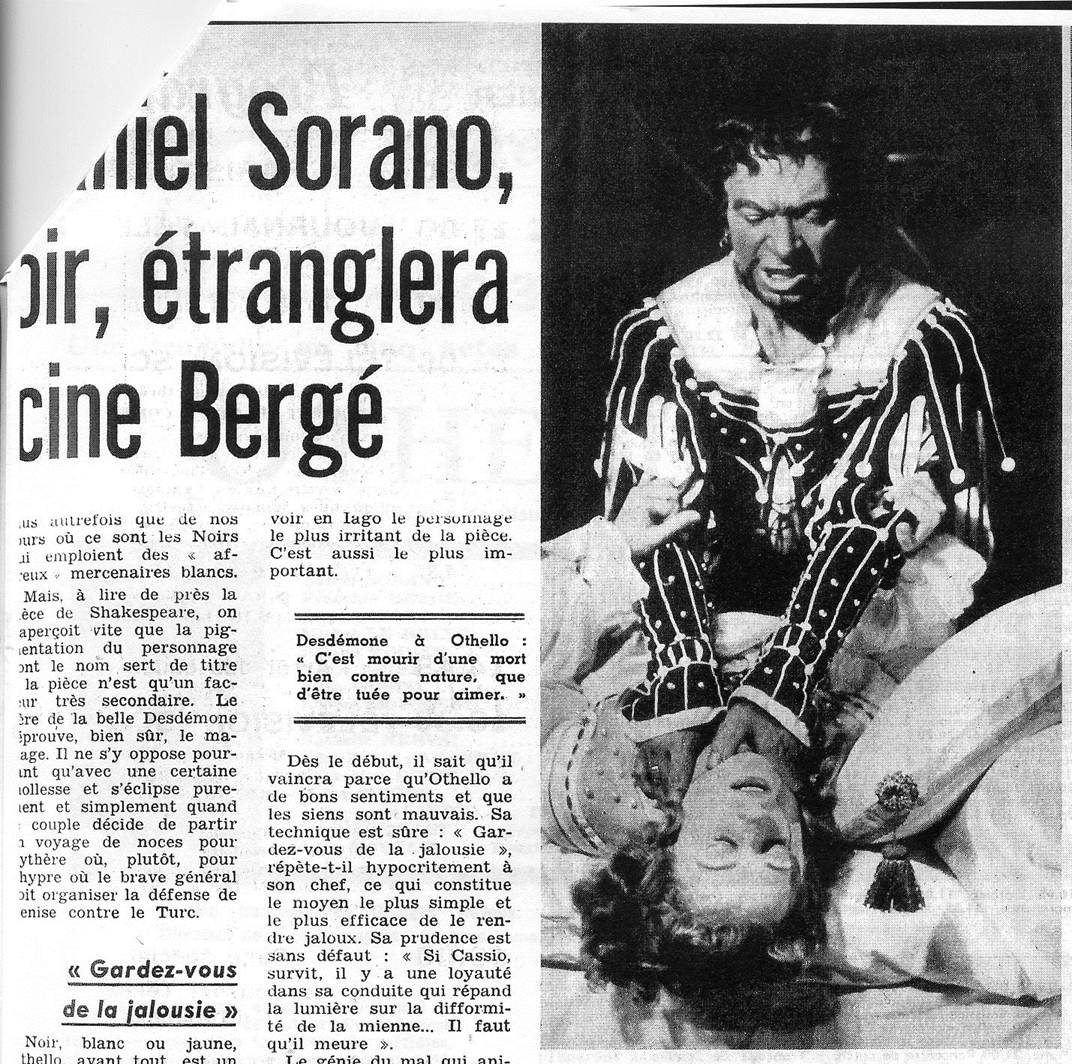 niel Sorano,
oir, étranglera
cine Bergé
us autrefois que de nos
ours où ce sont les Noirs
ui emploient des « af-
reux » mercenaires blancs.
Mais, à lire de près la
èce de Shakespeare, on
aperçoit vite que la pig-
entation du personnage
ont le nom sert de titre
la pièce n'est qu'un fac-
ur très secondaire. Le
ère de la belle Desdémone
éprouve, bien sûr, le ma-
age. Il ne s'y oppose pour-
nt qu'avec une certaine
ollesse et s'éclipse pure-
ent et simplement quand
couple décide de partir
n voyage de noces pour
ythère où, plutôt, pour
hypre où le brave général
oit organiser la défense de
enise contre le Turc.
« Gardez-vous
de la jalousie »
Noir, blanc ou jaune,
thello, avant tout, est un
voir en Iago le personnage
le plus irritant de la pièce.
C'est aussi le plus im-
portant.
Desdémone à Othello :
« C'est mourir d'une mort
bien contre nature, que
d'être tuée pour aimer. »
Dès le début, il sait qu'il
vaincra parce qu'Othello a
de bons sentiments et que
les siens sont mauvais. Sa
technique est sûre : « Gar-
dez-vous de la jalousie »,
répète-t-il hypocritement à
son chef, ce qui constitue
le moyen le plus simple et
le plus efficace de le ren-
dre jaloux. Sa prudence est
sans défaut : « Si Cassio,
survit, il y a une loyauté
dans sa conduite qui répand
la lumière sur la difformi-
té de la mienne... Il faut
qu'il meure ».
Le génie du mal qui ani-